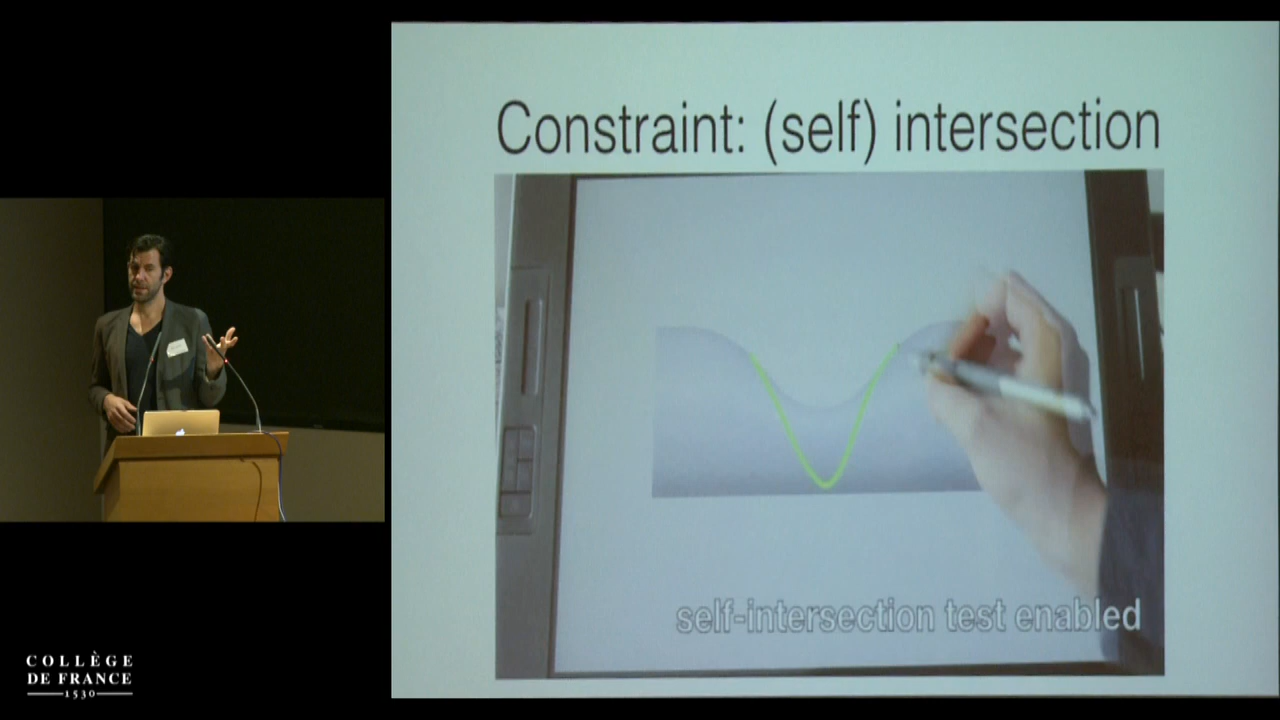 Constraint: (self) intersection
self-intersection test enabled
COLLÈGE
DE FRANCE
1530